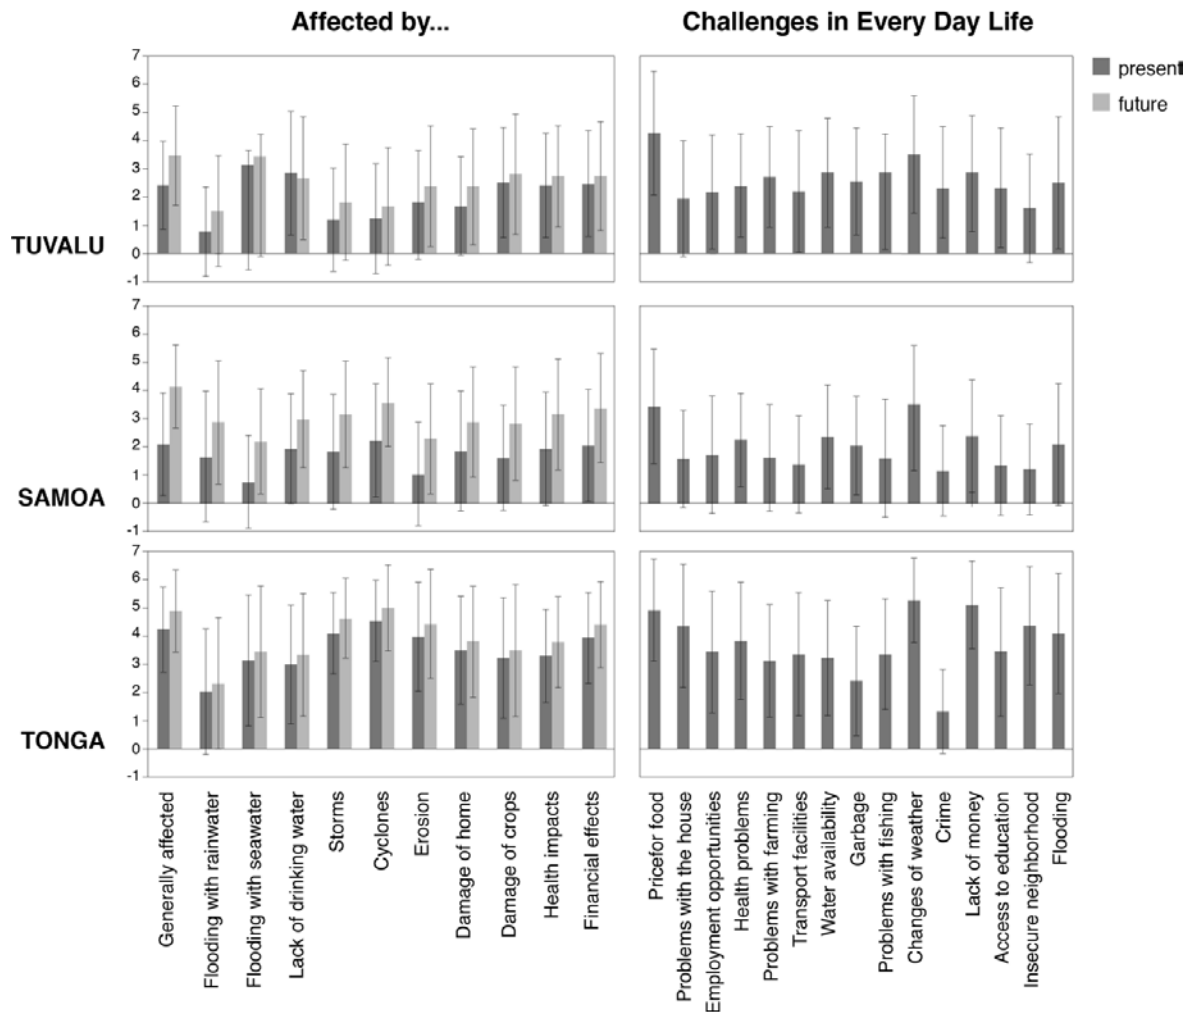 Affected by...
Challenges in Every Day Life
present
future
TUVALU
7
6
5
4
3
2
1
0
-1
SAMOA
7
6
5
4
3
2
1
0
-1
TONGA
7
6
5
4
3
2
1
0
-1
Generally affected
Flooding with rainwater
Flooding with seawater
Lack of drinking water
Storms
Cyclones
Erosion
Damage of home
Damage of crops
Health impacts
Financial effects
Pricefor food
Problems with the house
Employment opportunities
Health problems
Problems with farming
Transport facilities
Water availability
Garbage
Problems with fishing
Changes of weather
Crime
Lack of money
Access to education
Insecure neighborhood
Flooding